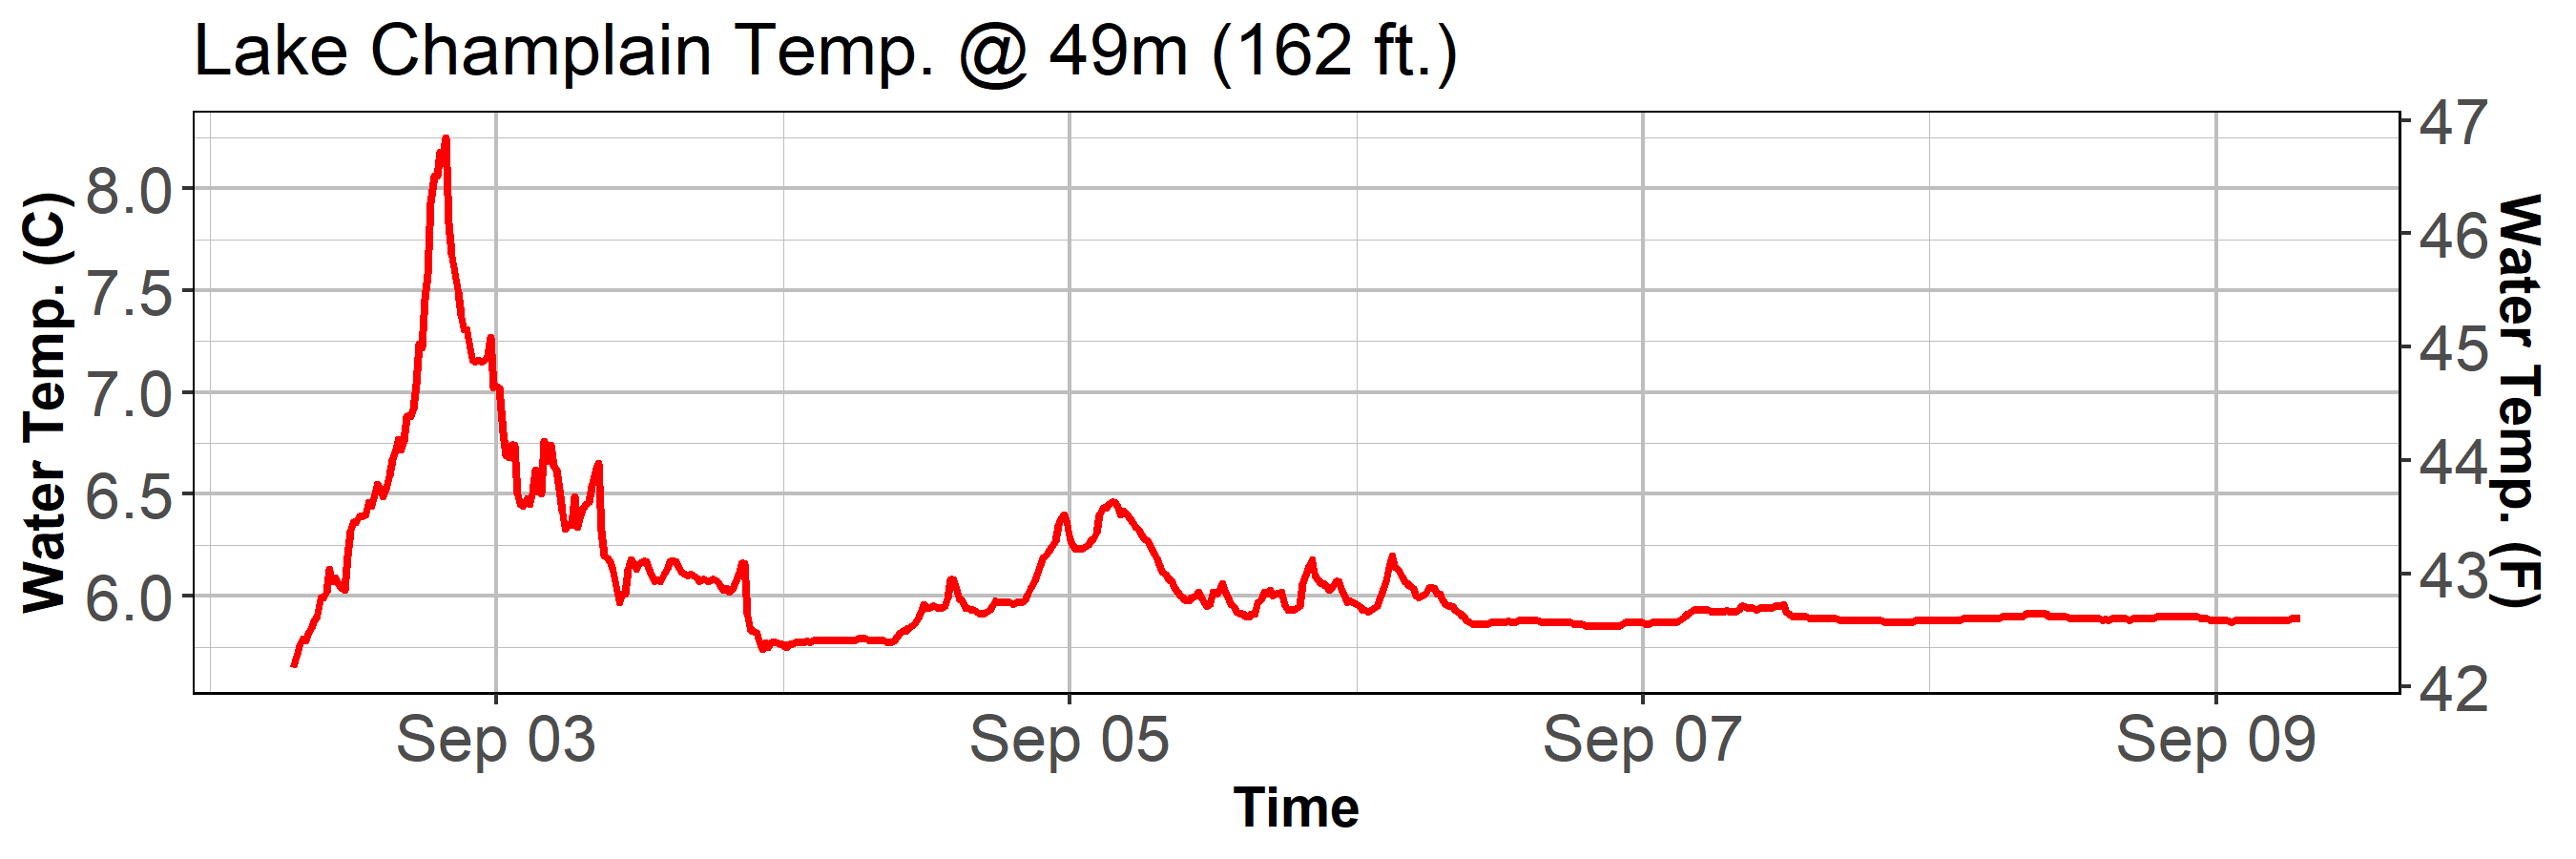 Lake Champlain Temp. @ 49m (162 ft.)
Water Temp. (C)
8.0
7.5
7.0
6.5
6.0
47
46
45
44
43
42
Water Temp. (F)
Sep 03 Sep 05 Sep 07 Sep 09
Time